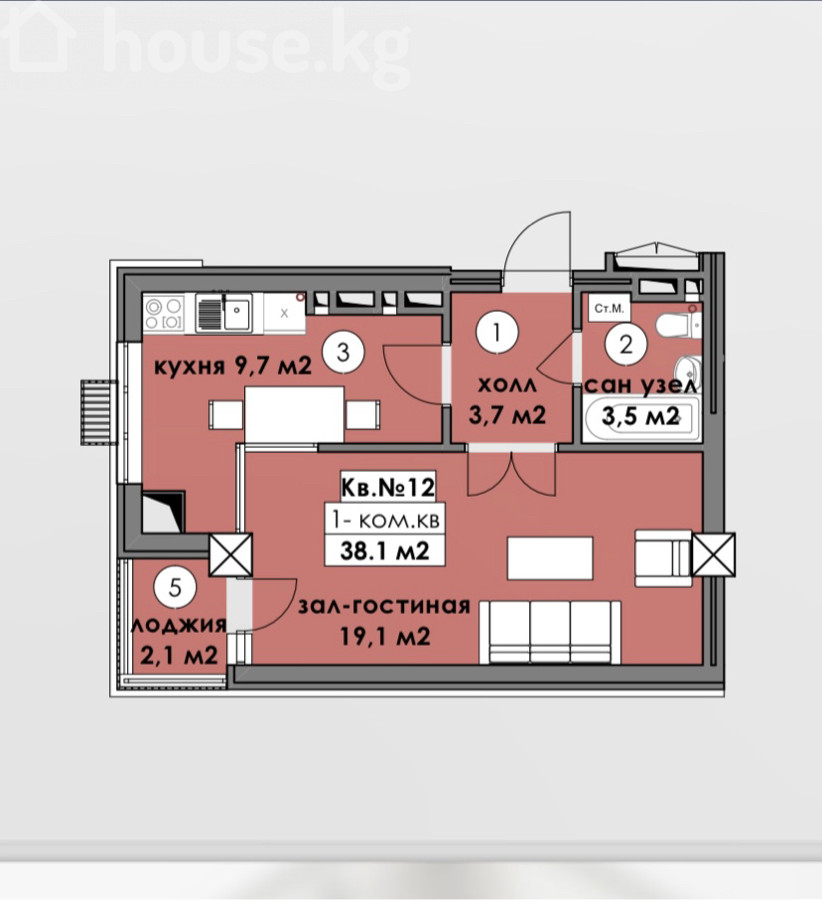 house.kg
1
Ст.М.
2
3
x
кухня 9,7 м2
холл
3,7 м2
сан узел
3,5 м2
Кв.№12
1- ком.кв
38.1 м2
5
лоджия
2,1 м2
зал-гостиная
19,1 м2